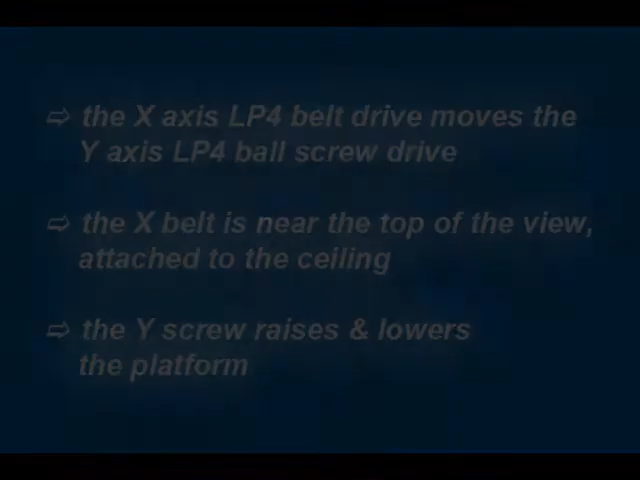 ⇨ the X axis LP4 belt drive moves the
Y axis LP4 ball screw drive
⇨ the X belt is near the top of the view,
attached to the ceiling
⇨ the Y screw raises & lowers
the platform